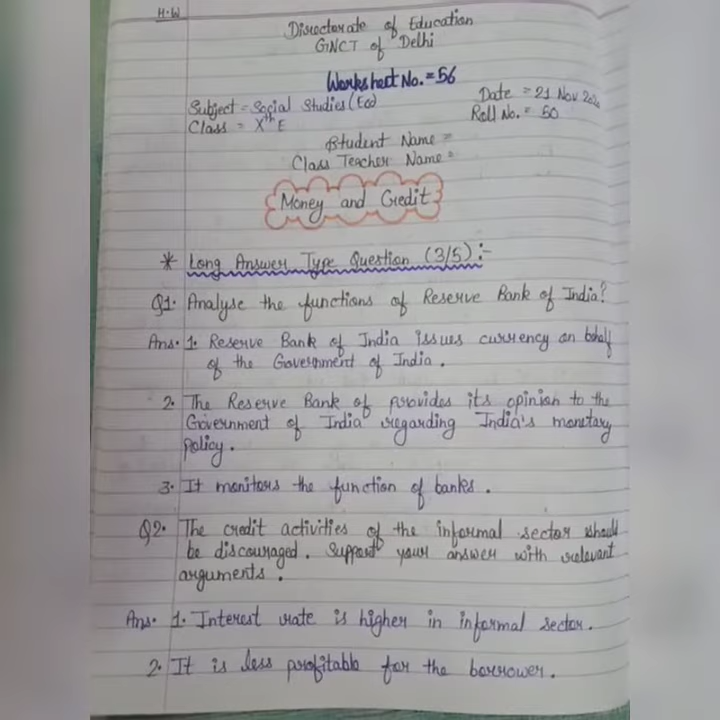 H.W
Directorate of Education
GNCT of Delhi
Worksheet No. = 56
Subject = Social Studies (Eco)
Date = 21 Nov
Class = Xth E
Roll No. = 50
Student Name =
Class Teacher Name =
Money and Credit
* Long Answer Type Question (3/5) :-
Q1. Analyse the functions of Reserve Bank of India?
Ans. 1. Reserve Bank of India issues currency on behalf
of the Government of India.
2. The Reserve Bank of provides its opinion to the
Government of India regarding India's monetary
policy.
3. It monitors the function of banks.
Q2. The credit activities of the informal sector should
be discouraged. Support your answer with relevant
arguments.
Ans. 1. Interest rate is higher in informal sector.
2. It is less profitable for the borrower.